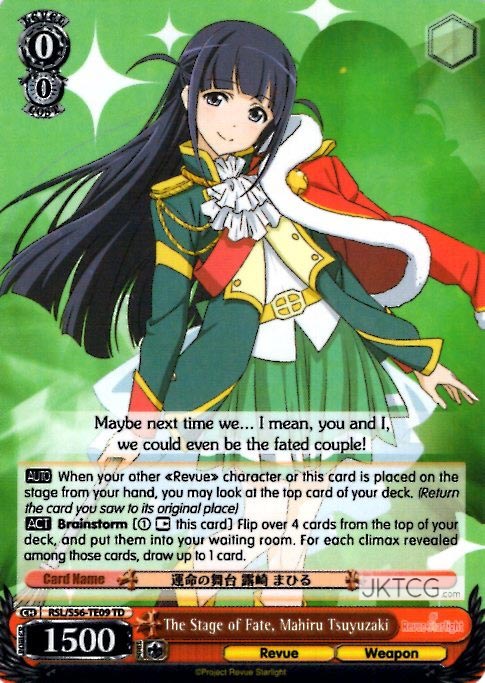 LEVEL
0
0
COST
Maybe next time we... I mean, you and I,
we could even be the fated couple!
AUTO When your other «Revue» character or this card is placed on
the stage from your hand, you may look at the top card of your deck. (Return
the card you saw to its original place)
ACT Brainstorm [① this card] Flip over 4 cards from the top of your
deck, and put them into your waiting room. For each climax revealed
among those cards, draw up to 1 card.
Card Name 運命の舞台 露崎 まひる
JKTCG.com
CH RSL/S56-TE09 TD
The Stage of Fate, Mahiru Tsuyuzaki
Revue Starlight
POWER 1500 SOUL
Revue Weapon
©Project Revue Starlight